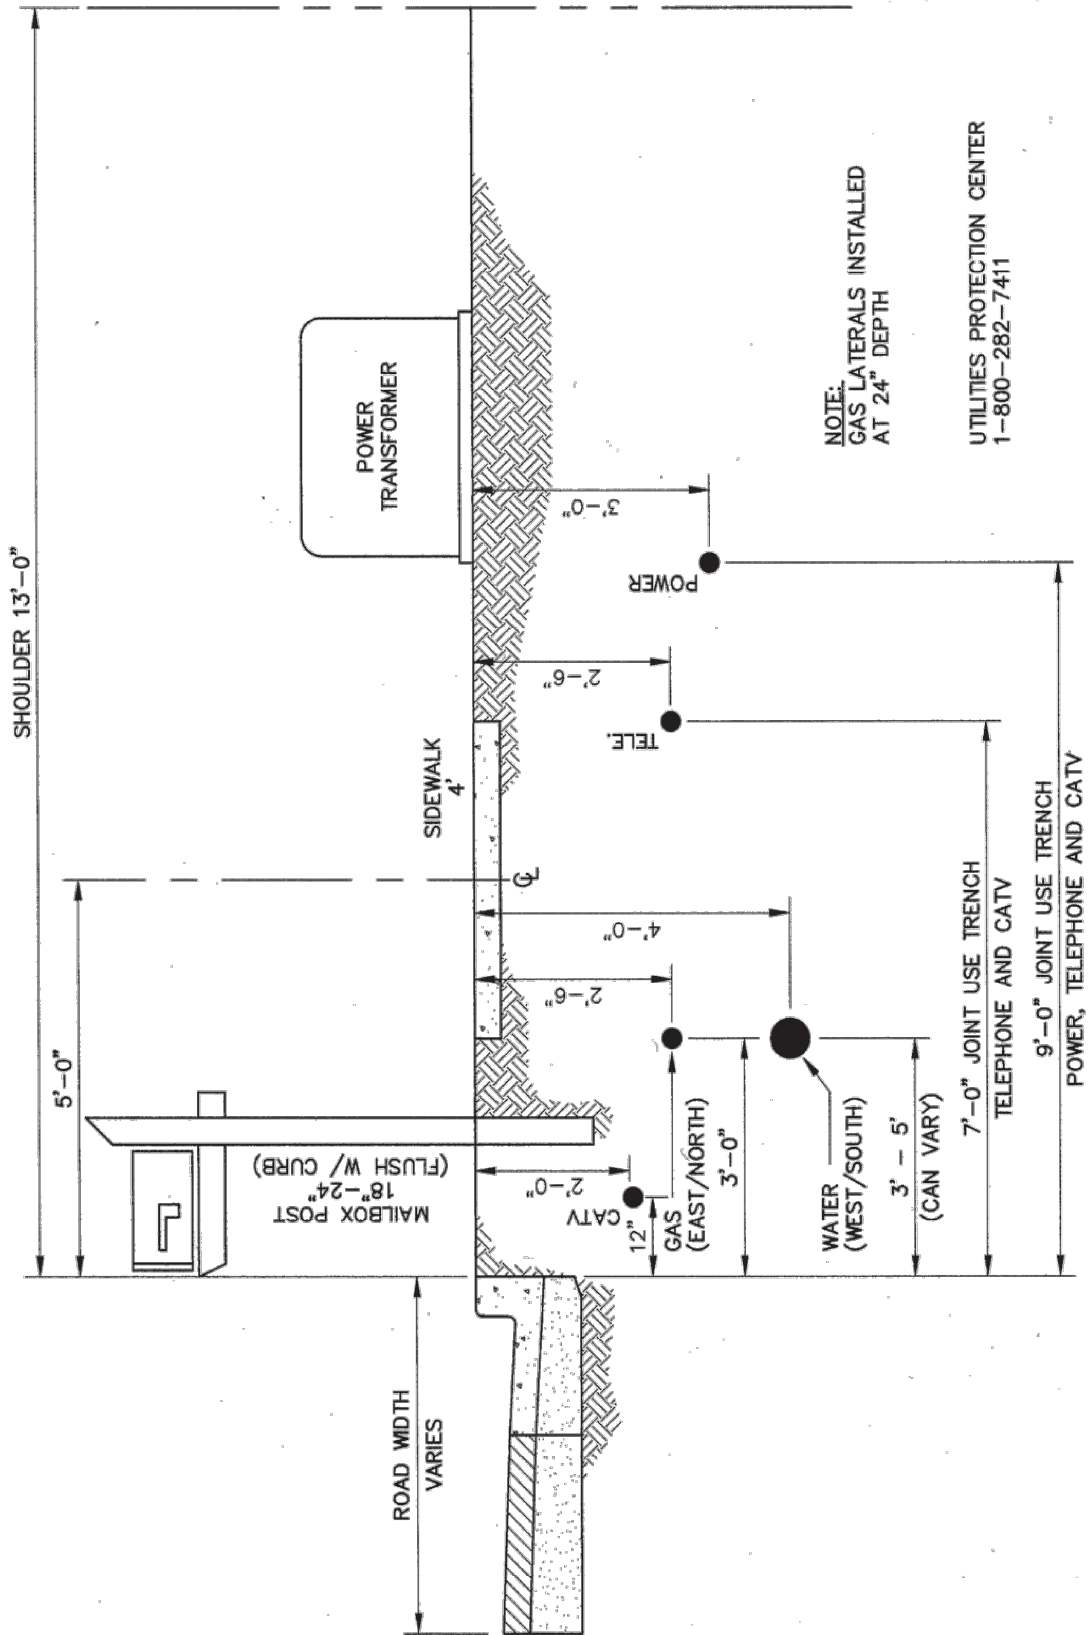 SHOULDER 13'-0"
5'-0"
POWER
TRANSFORMER
SIDEWALK
4'
MAILBOX POST
18"-24"
(FLUSH W/ CURB)
ROAD WIDTH
VARIES
℄
2'-0"
CATV
12"
GAS
(EAST/NORTH)
3'-0"
2'-6"
4'-0"
WATER
(WEST/SOUTH)
3' - 5'
(CAN VARY)
2'-6"
TELE.
3'-0"
POWER
7'-0" JOINT USE TRENCH
TELEPHONE AND CATV
9'-0" JOINT USE TRENCH
POWER, TELEPHONE AND CATV
NOTE:
GAS LATERALS INSTALLED
AT 24" DEPTH
UTILITIES PROTECTION CENTER
1-800-282-7411